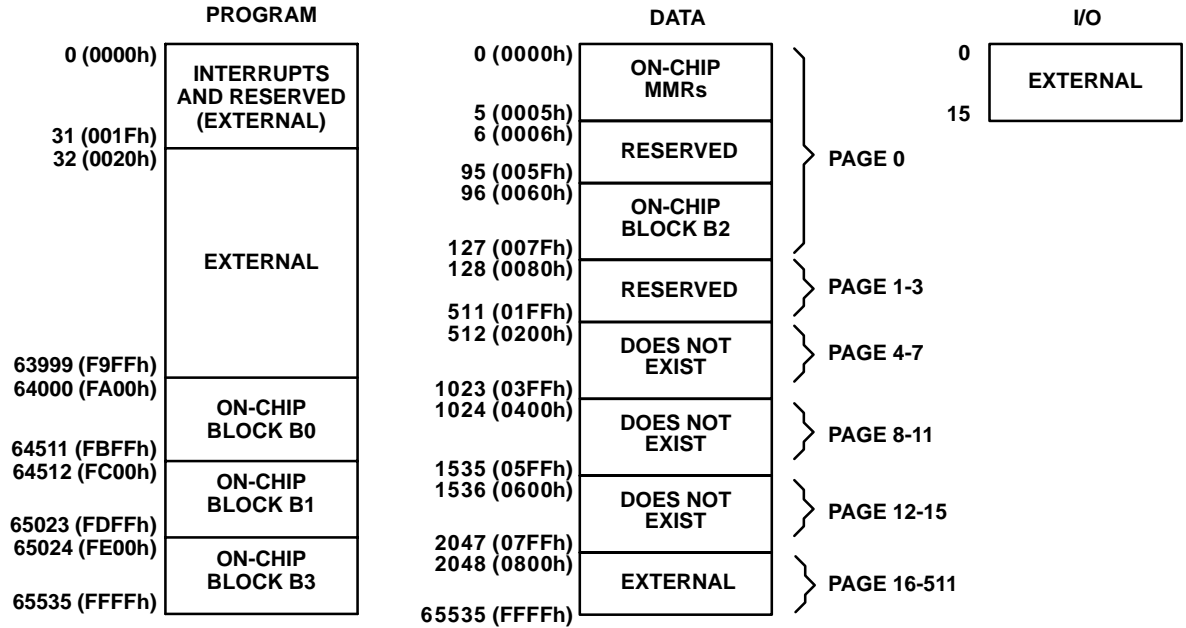 PROGRAM
0 (0000h)
INTERRUPTS
AND RESERVED
(EXTERNAL)
31 (001Fh)
32 (0020h)
EXTERNAL
63999 (F9FFh)
64000 (FA00h)
ON-CHIP
BLOCK B0
64511 (FBFFh)
64512 (FC00h)
ON-CHIP
BLOCK B1
65023 (FDFFh)
65024 (FE00h)
ON-CHIP
BLOCK B3
65535 (FFFFh)
DATA
0 (0000h)
ON-CHIP
MMRs
5 (0005h)
6 (0006h)
RESERVED
95 (005Fh)
96 (0060h)
ON-CHIP
BLOCK B2
127 (007Fh)
PAGE 0
128 (0080h)
RESERVED
511 (01FFh)
PAGE 1-3
512 (0200h)
DOES NOT
EXIST
1023 (03FFh)
PAGE 4-7
1024 (0400h)
DOES NOT
EXIST
1535 (05FFh)
PAGE 8-11
1536 (0600h)
DOES NOT
EXIST
2047 (07FFh)
PAGE 12-15
2048 (0800h)
EXTERNAL
65535 (FFFFh)
PAGE 16-511
I/O
0
EXTERNAL
15